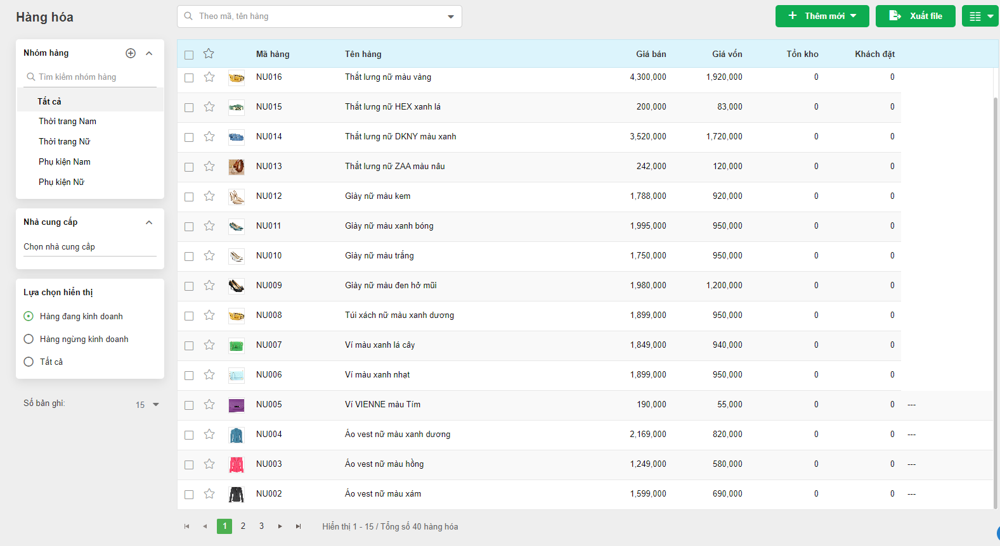 Hàng hóa
Theo mã, tên hàng
Thêm mới
Xuất file
Nhóm hàng
Tìm kiếm nhóm hàng
Tất cả
Thời trang Nam
Thời trang Nữ
Phụ kiện Nam
Phụ kiện Nữ
Nhà cung cấp
Chọn nhà cung cấp
Lựa chọn hiển thị
Hàng đang kinh doanh
Hàng ngừng kinh doanh
Tất cả
Số bản ghi: 15
Mã hàng Tên hàng Giá bán Giá vốn Tồn kho Khách đặt
NU016 Thắt lưng nữ màu vàng 4,300,000 1,920,000 0 0
NU015 Thắt lưng nữ HEX xanh lá 200,000 83,000 0 0
NU014 Thắt lưng nữ DKNY màu xanh 3,520,000 1,720,000 0 0
NU013 Thắt lưng nữ ZAA màu nâu 242,000 120,000 0 0
NU012 Giày nữ màu kem 1,788,000 920,000 0 0
NU011 Giày nữ màu xanh bóng 1,995,000 950,000 0 0
NU010 Giày nữ màu trắng 1,750,000 950,000 0 0
NU009 Giày nữ màu đen hở mũi 1,980,000 1,200,000 0 0
NU008 Túi xách nữ màu xanh dương 1,899,000 950,000 0 0
NU007 Ví màu xanh lá cây 1,849,000 940,000 0 0
NU006 Ví màu xanh nhạt 1,899,000 950,000 0 0
NU005 Ví VIENNE màu Tím 190,000 55,000 0 0 ---
NU004 Áo vest nữ màu xanh dương 2,169,000 820,000 0 0 ---
NU003 Áo vest nữ màu hồng 1,249,000 580,000 0 0 ---
NU002 Áo vest nữ màu xám 1,599,000 690,000 0 0 ---
1 2 3 Hiển thị 1 - 15 / Tổng số 40 hàng hóa